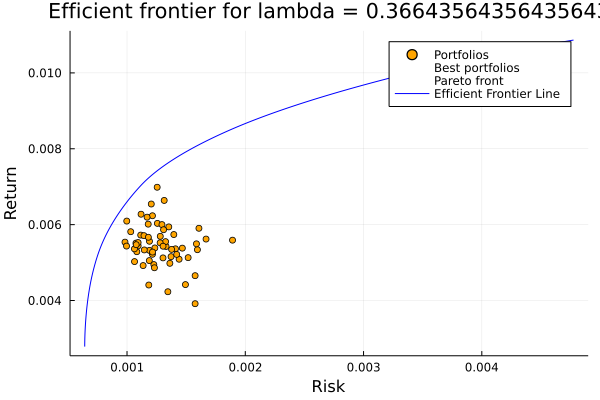 Efficient frontier for lambda = 0.366435643564356435643
Portfolios
Best portfolios
Pareto front
Efficient Frontier Line
0.010
0.008
0.006
0.004
Return
0.001
0.002
0.003
0.004
Risk